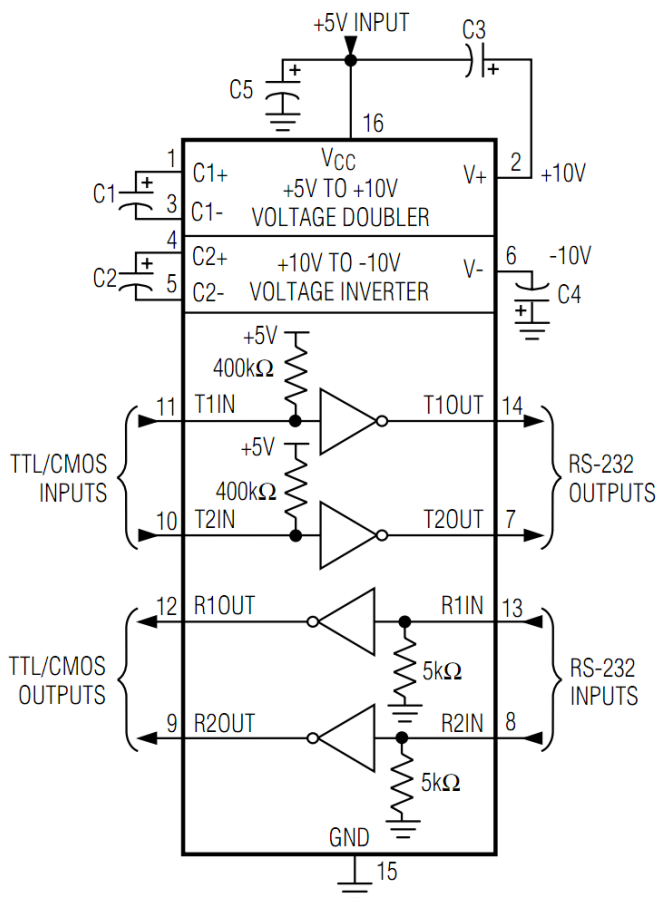 +5V INPUT
C3
+
+
C5
16
1
C1+
VCC
V+
2
+10V
+5V TO +10V
VOLTAGE DOUBLER
C1
+
3
C1-
4
C2+
+10V TO -10V
VOLTAGE INVERTER
V-
6
-10V
C2
+
5
C2-
C4
+
+5V
400kΩ
11
T1IN
T1OUT
14
+5V
TTL/CMOS
INPUTS
400kΩ
RS-232
OUTPUTS
10
T2IN
T2OUT
7
12
R1OUT
R1IN
13
TTL/CMOS
OUTPUTS
5kΩ
RS-232
INPUTS
9
R2OUT
R2IN
8
5kΩ
GND
15